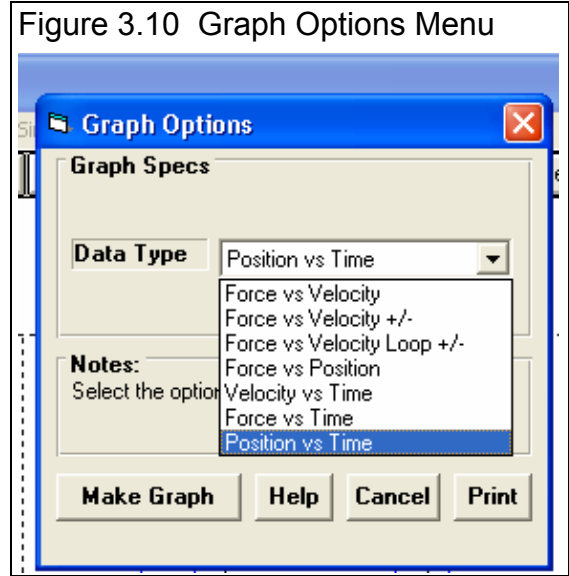 Figure 3.10  Graph Options Menu
Graph Options
Graph Specs
Data Type
Position vs Time
Force vs Velocity
Force vs Velocity +/-
Force vs Velocity Loop +/-
Force vs Position
Velocity vs Time
Force vs Time
Position vs Time
Notes:
Select the option
Make Graph
Help
Cancel
Print